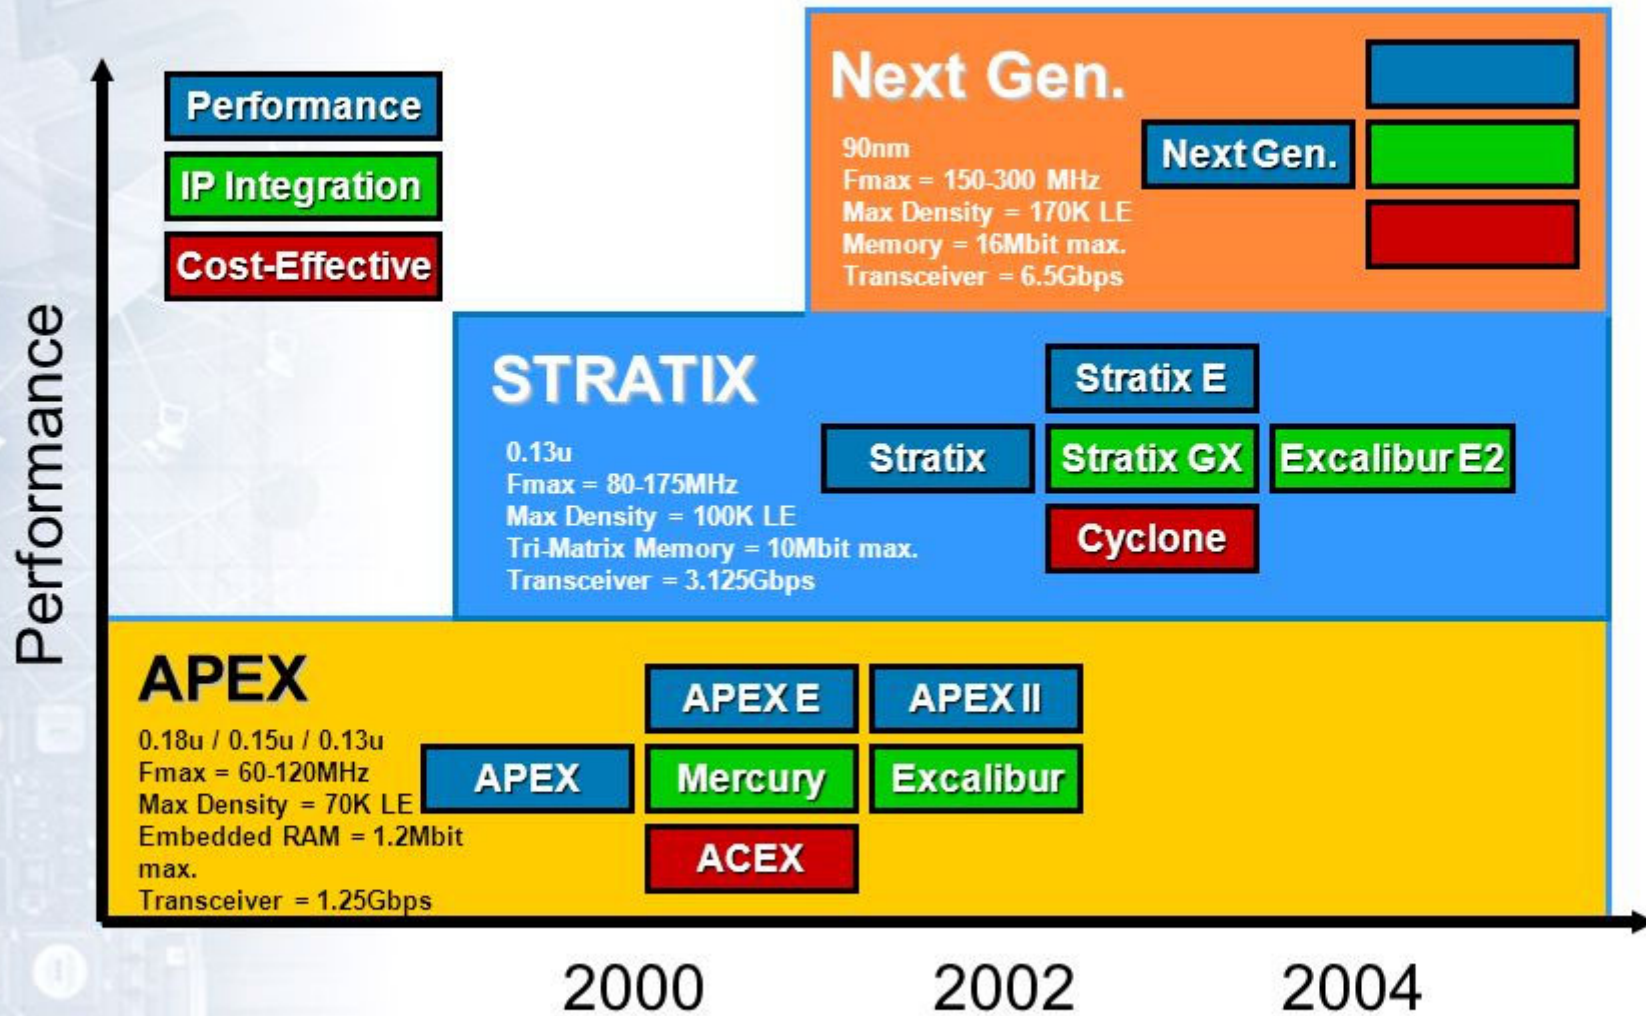 Performance
Performance
IP Integration
Cost-Effective
Next Gen.
90nm
Fmax = 150-300 MHz
Max Density = 170K LE
Memory = 16Mbit max.
Transceiver = 6.5Gbps
Next Gen.
STRATIX
0.13u
Fmax = 80-175MHz
Max Density = 100K LE
Tri-Matrix Memory = 10Mbit max.
Transceiver = 3.125Gbps
Stratix E
Stratix
Stratix GX
Excalibur E2
Cyclone
APEX
0.18u / 0.15u / 0.13u
Fmax = 60-120MHz
Max Density = 70K LE
Embedded RAM = 1.2Mbit
max.
Transceiver = 1.25Gbps
APEX E
APEX II
APEX
Mercury
Excalibur
ACEX
2000
2002
2004